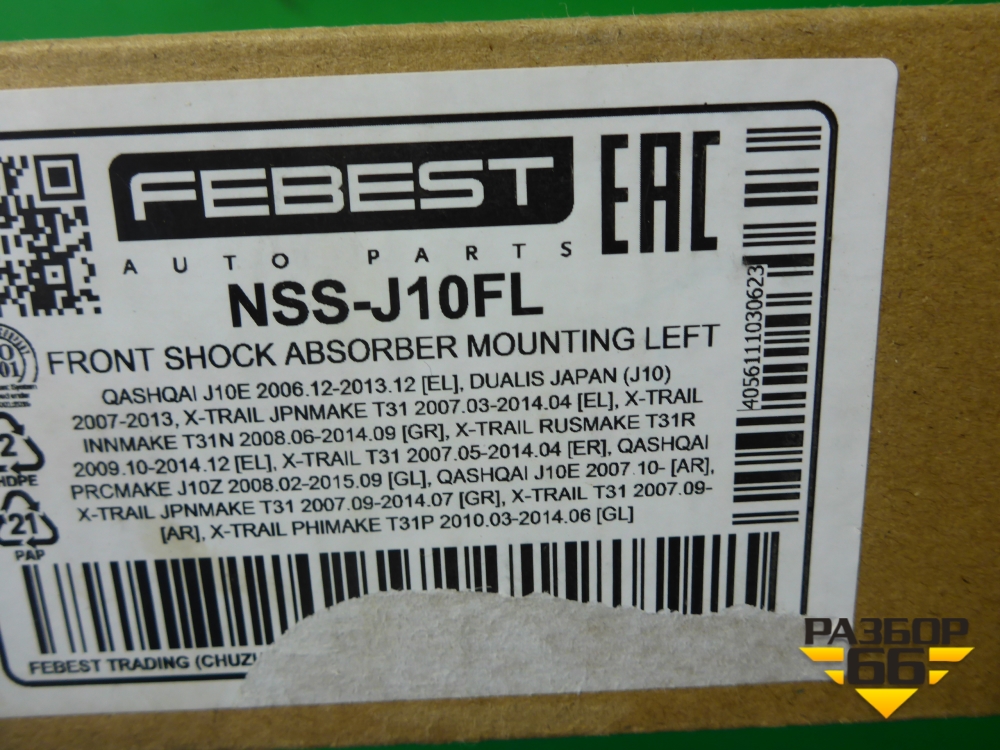 FEBEST
AUTO PARTS
EAC
NSS-J10FL
FRONT SHOCK ABSORBER MOUNTING LEFT
QASHQAI J10E 2006.12-2013.12 [EL], DUALIS JAPAN (J10)
2007-2013, X-TRAIL JPNMAKE T31 2007.03-2014.04 [EL], X-TRAIL
INNMAKE T31N 2008.06-2014.09 [GR], X-TRAIL RUSMAKE T31R
2009.10-2014.12 [EL], X-TRAIL T31 2007.05-2014.04 [ER], QASHQAI
PRCMAKE J10Z 2008.02-2015.09 [GL], QASHQAI J10E 2007.10- [AR],
X-TRAIL JPNMAKE T31 2007.09-2014.07 [GR], X-TRAIL T31 2007.09-
[AR], X-TRAIL PHIMAKE T31P 2010.03-2014.06 [GL]
4056111030623
2
HDPE
21
PAP
FEBEST TRADING
РАЗБОР
66